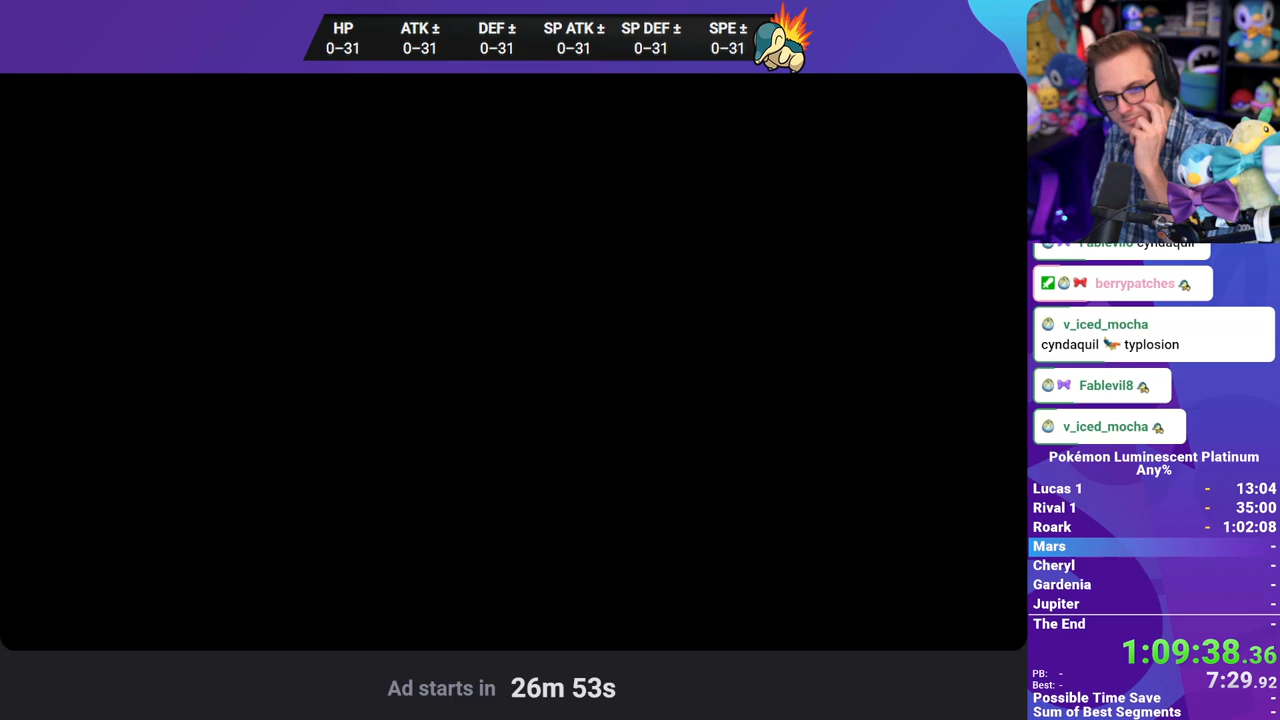 HP ATK ± DEF ± SP ATK ± SP DEF ± SPE ±
0–31 0–31 0–31 0–31 0–31 0–31
Fablevil8 cyndaquil
berrypatches
v_iced_mocha
cyndaquil typlosion
Fablevil8
v_iced_mocha
Pokémon Luminescent Platinum
Any%
Lucas 1 - 13:04
Rival 1 - 35:00
Roark - 1:02:08
Mars -
Cheryl -
Gardenia -
Jupiter -
The End -
1:09:38.36
PB: -
Best: - 7:29.92
Possible Time Save -
Sum of Best Segments -
Ad starts in 26m 53s